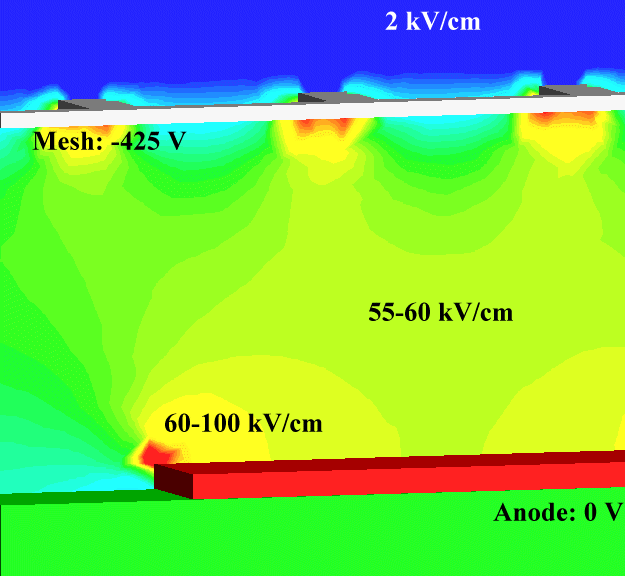 2 kV/cm
Mesh: -425 V
55-60 kV/cm
60-100 kV/cm
Anode: 0 V